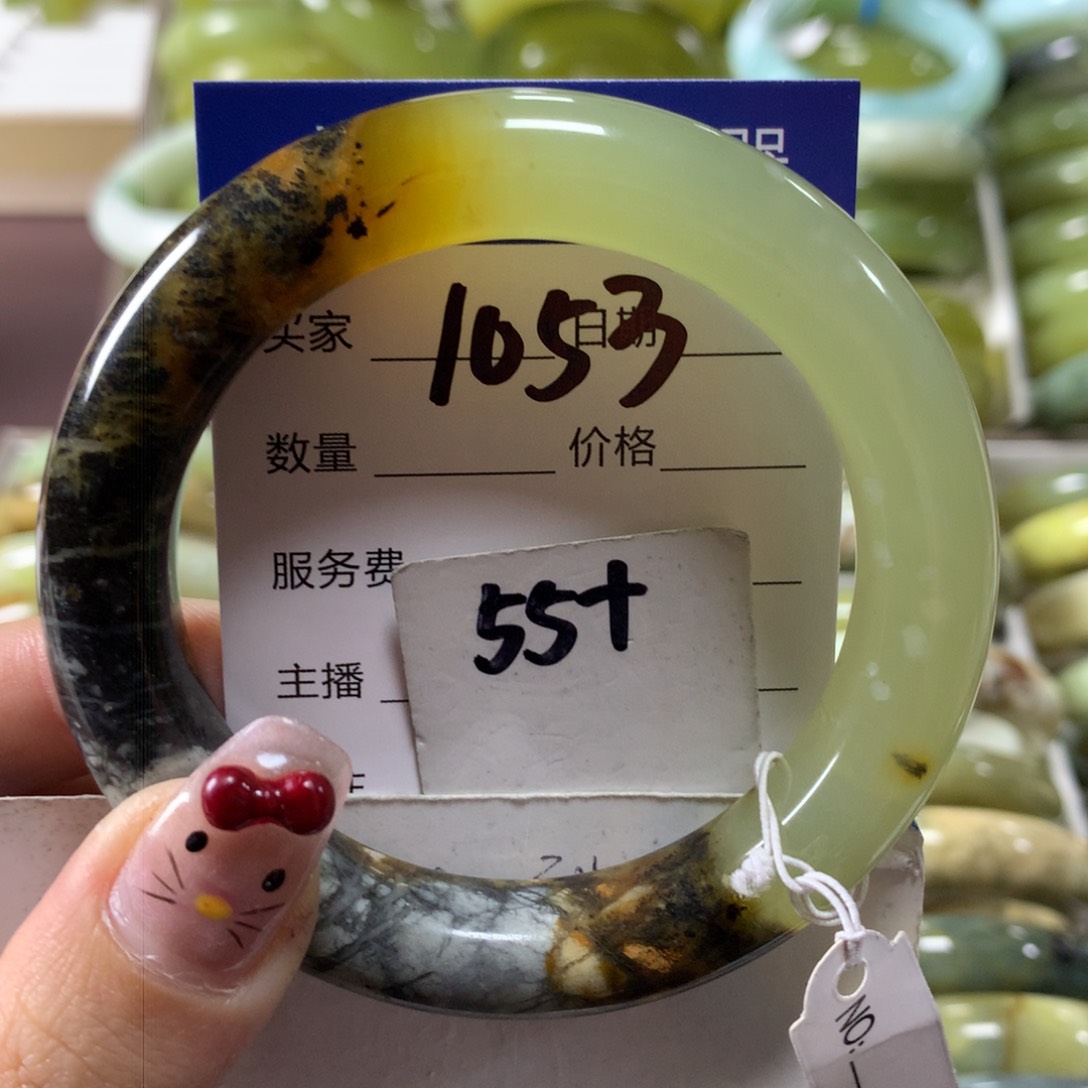 1053
买家 日期
数量 价格
服务费
55+
主播
NO: